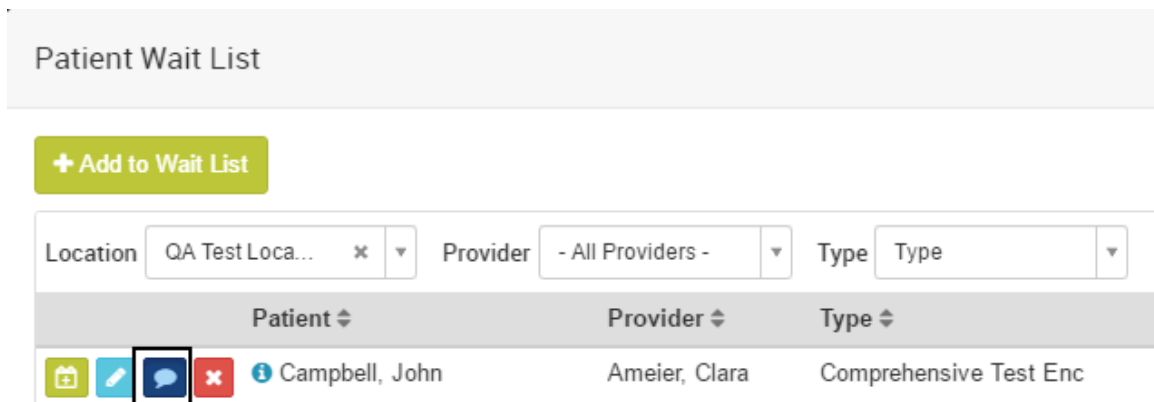 Patient Wait List
+ Add to Wait List
Location QA Test Loca... × Provider - All Providers - Type Type
Patient Provider Type
Campbell, John Ameier, Clara Comprehensive Test Enc